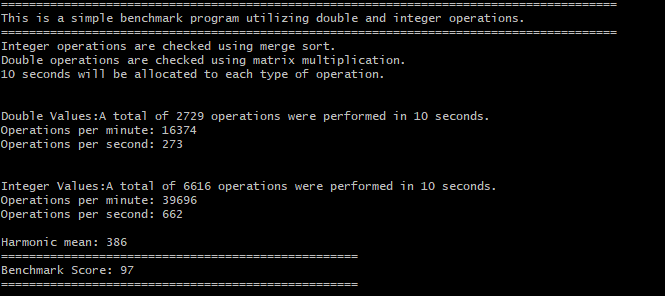 ========================================================================================
This is a simple benchmark program utilizing double and integer operations.
========================================================================================
Integer operations are checked using merge sort.
Double operations are checked using matrix multiplication.
10 seconds will be allocated to each type of operation.
Double Values:A total of 2729 operations were performed in 10 seconds.
Operations per minute: 16374
Operations per second: 273
Integer Values:A total of 6616 operations were performed in 10 seconds.
Operations per minute: 39696
Operations per second: 662
Harmonic mean: 386
===================================================
Benchmark Score: 97
===================================================